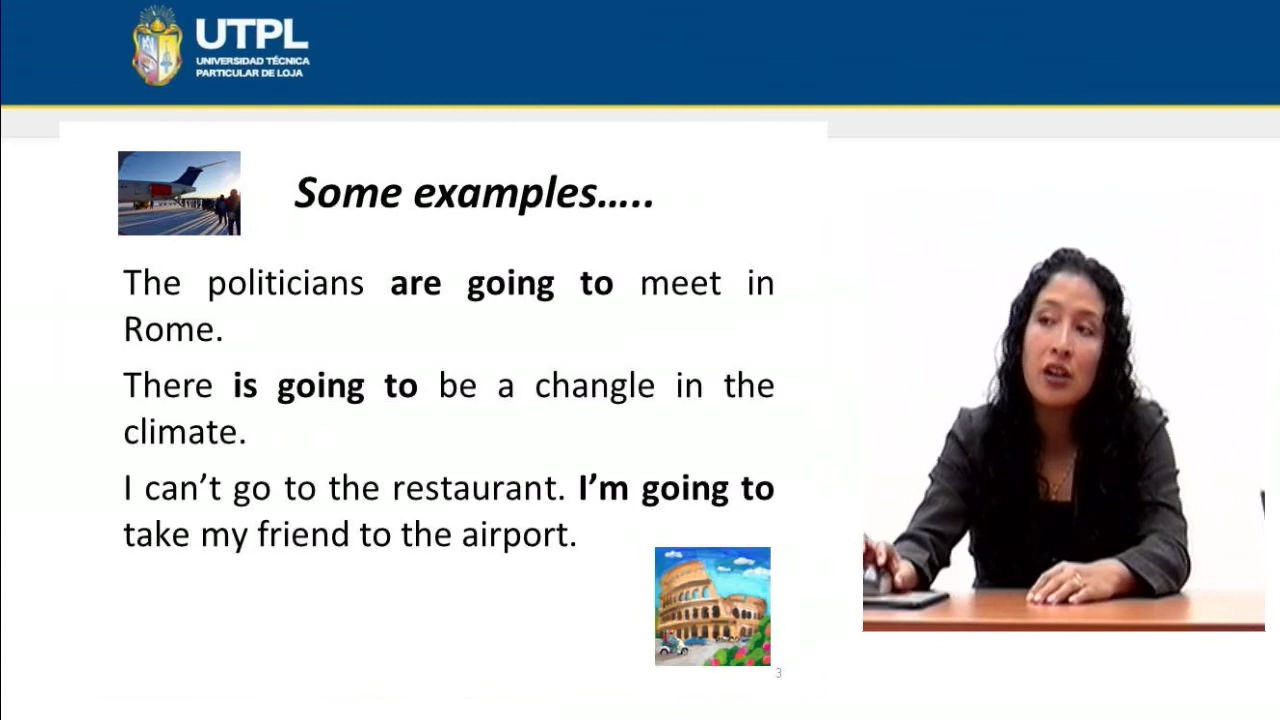 UTPL
UNIVERSIDAD TÉCNICA
PARTICULAR DE LOJA
Some examples.....
The politicians are going to meet in
Rome.
There is going to be a changle in the
climate.
I can’t go to the restaurant. I’m going to
take my friend to the airport.
3